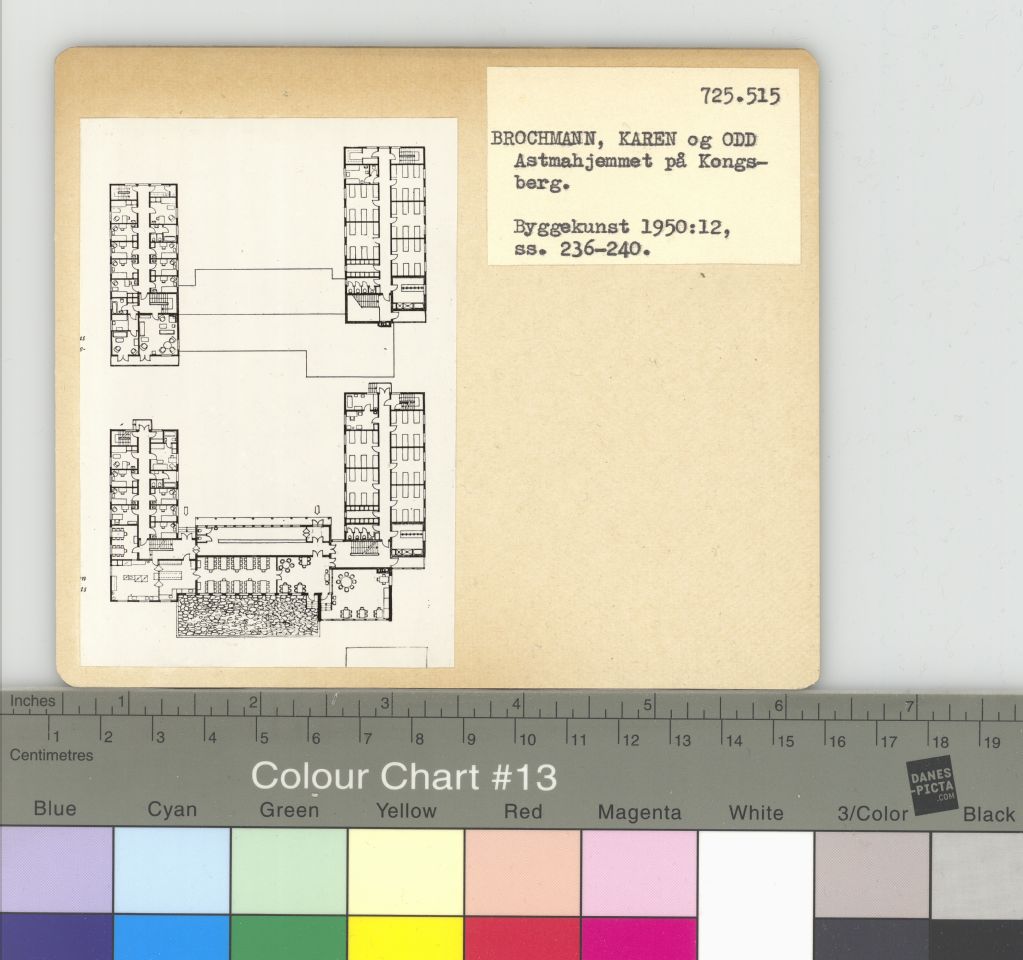 725.515
BROCHMANN, KAREN og ODD
Astmahjemmet på Kongs-
berg.
Byggekunst 1950:12,
ss. 236-240.
Inches 1 2 3 4 5 6 7
1 2 3 4 5 6 7 8 9 10 11 12 13 14 15 16 17 18 19
Centimetres
Colour Chart #13
DANES
-PICTA
.COM
Blue Cyan Green Yellow Red Magenta White 3/Color Black